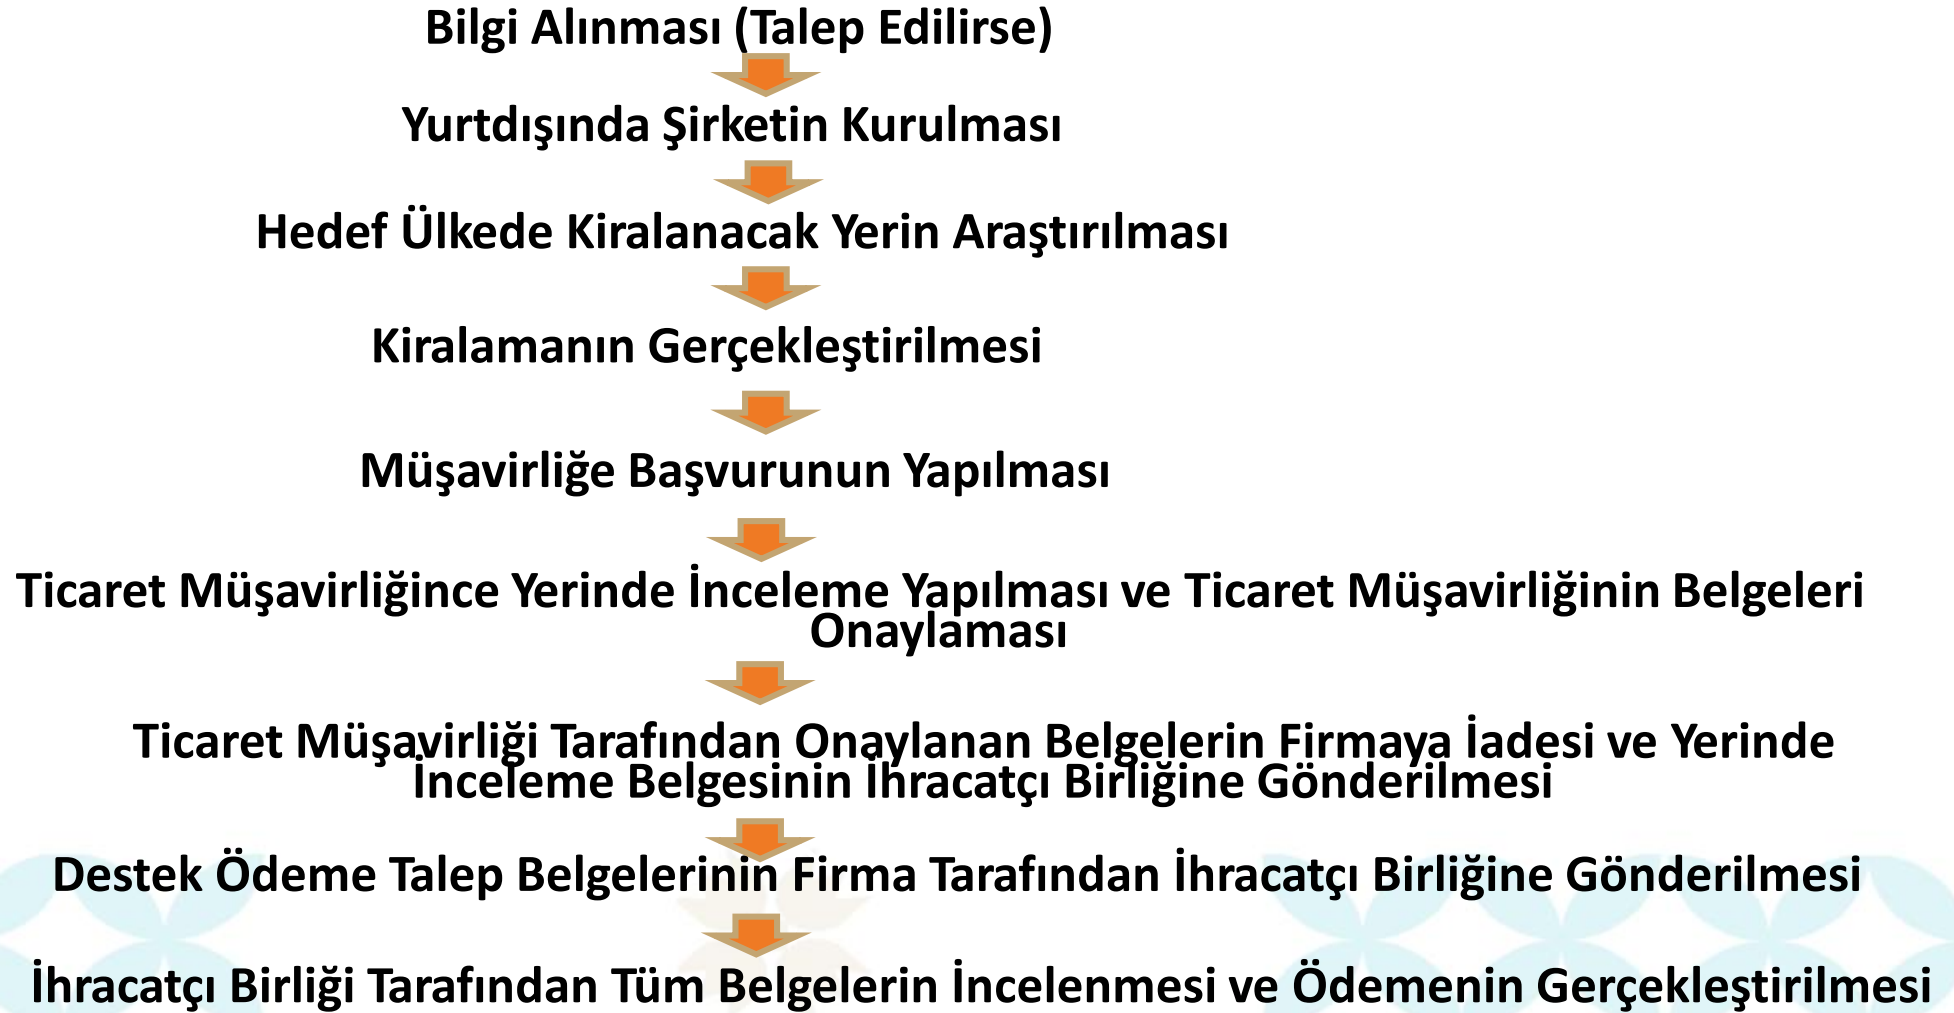 Bilgi Alınması (Talep Edilirse)
Yurtdışında Şirketin Kurulması
Hedef Ülkede Kiralanacak Yerin Araştırılması
Kiralamanın Gerçekleştirilmesi
Müşavirliğe Başvurunun Yapılması
Ticaret Müşavirliğince Yerinde İnceleme Yapılması ve Ticaret Müşavirliğinin Belgeleri
Onaylaması
Ticaret Müşavirliği Tarafından Onaylanan Belgelerin Firmaya İadesi ve Yerinde
İnceleme Belgesinin İhracatçı Birliğine Gönderilmesi
Destek Ödeme Talep Belgelerinin Firma Tarafından İhracatçı Birliğine Gönderilmesi
İhracatçı Birliği Tarafından Tüm Belgelerin İncelenmesi ve Ödemenin Gerçekleştirilmesi